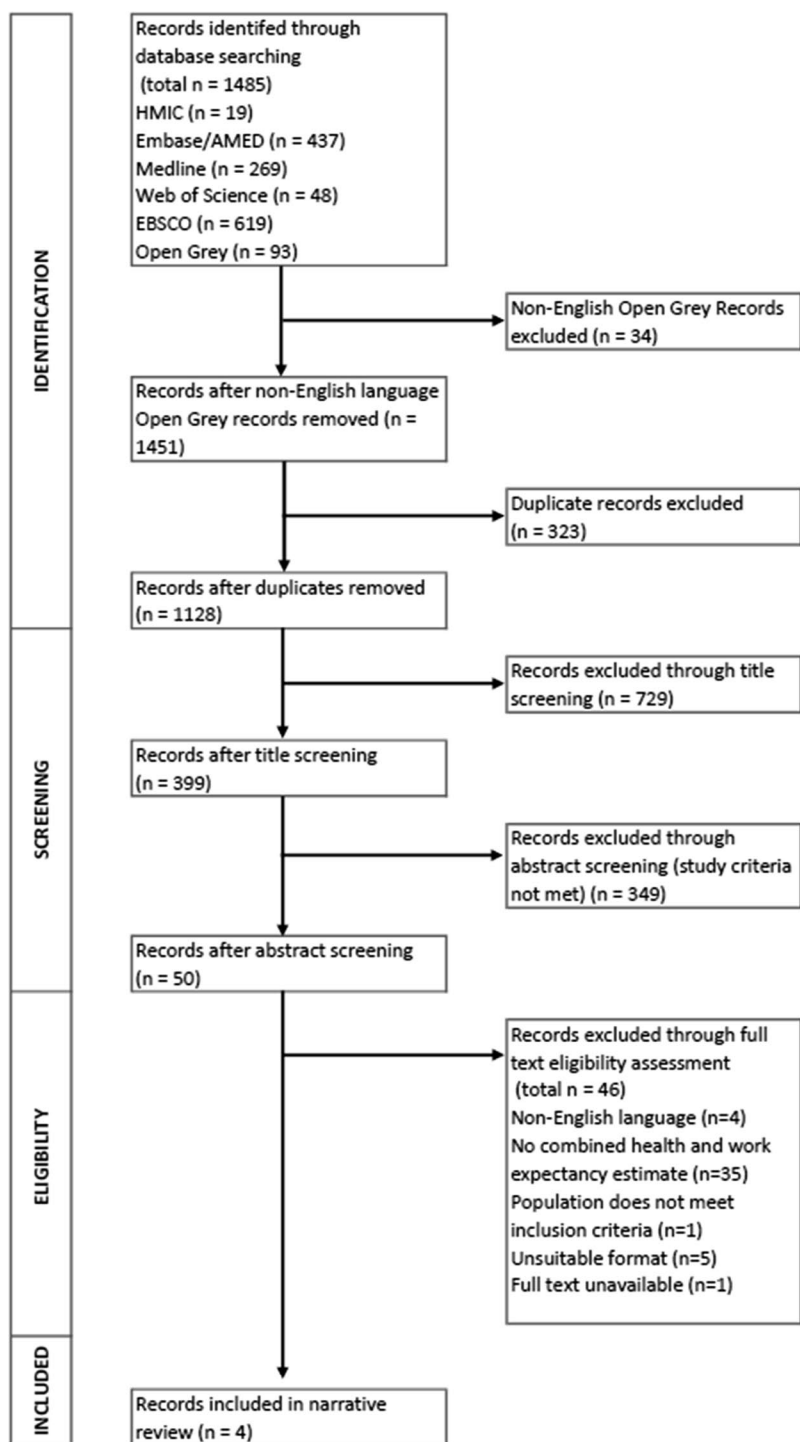 IDENTIFICATION
Records identifed through
database searching
(total n = 1485)
HMIC (n = 19)
Embase/AMED (n = 437)
Medline (n = 269)
Web of Science (n = 48)
EBSCO (n = 619)
Open Grey (n = 93)
Non-English Open Grey Records
excluded (n = 34)
Records after non-English language
Open Grey records removed (n =
1451)
Duplicate records excluded
(n = 323)
Records after duplicates removed
(n = 1128)
SCREENING
Records excluded through title
screening (n = 729)
Records after title screening
(n = 399)
Records excluded through
abstract screening (study criteria
not met) (n = 349)
Records after abstract screening
(n = 50)
ELIGIBILITY
Records excluded through full
text eligibility assessment
(total n = 46)
Non-English language (n=4)
No combined health and work
expectancy estimate (n=35)
Population does not meet
inclusion criteria (n=1)
Unsuitable format (n=5)
Full text unavailable (n=1)
INCLUDED
Records included in narrative
review (n = 4)